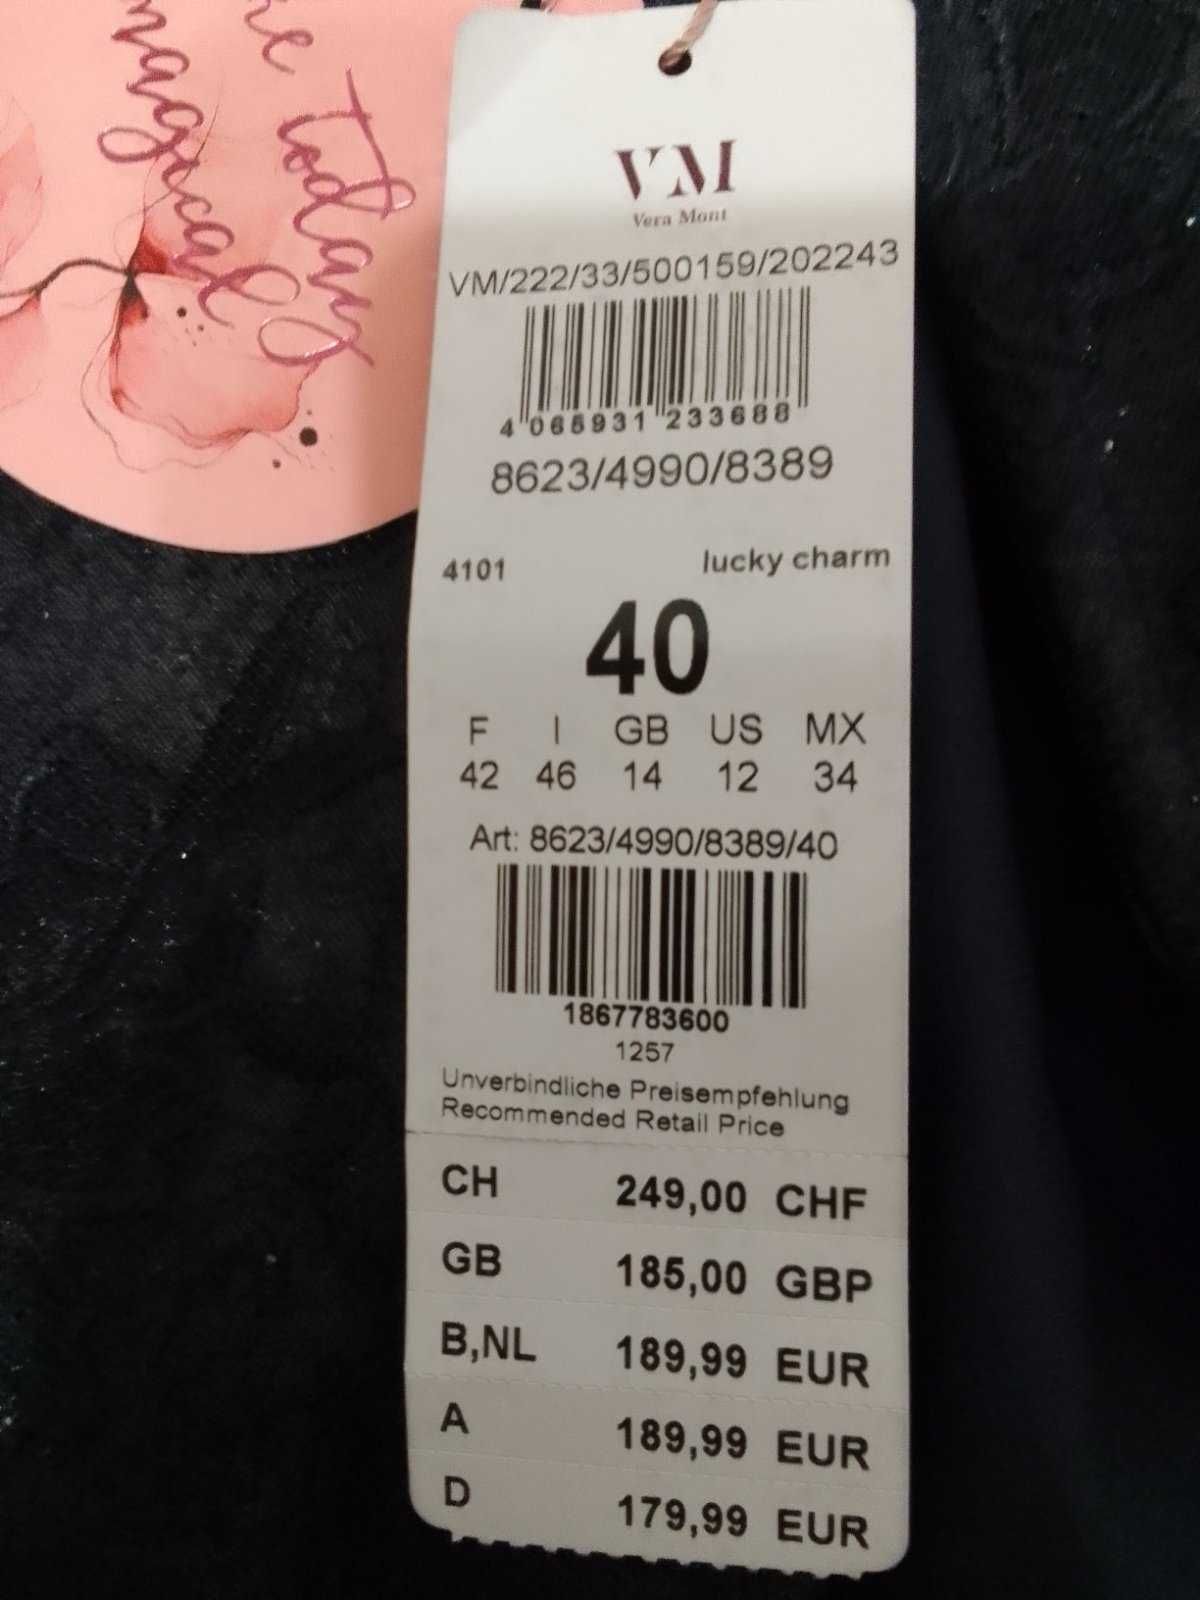 today
magical
VM
Vera Mont
VM/222/33/500159/202243
4 065931 233688
8623/4990/8389
4101 lucky charm
40
F I GB US MX
42 46 14 12 34
Art: 8623/4990/8389/40
1867783600
1257
Unverbindliche Preisempfehlung
Recommended Retail Price
CH 249,00 CHF
GB 185,00 GBP
B,NL 189,99 EUR
A 189,99 EUR
D 179,99 EUR